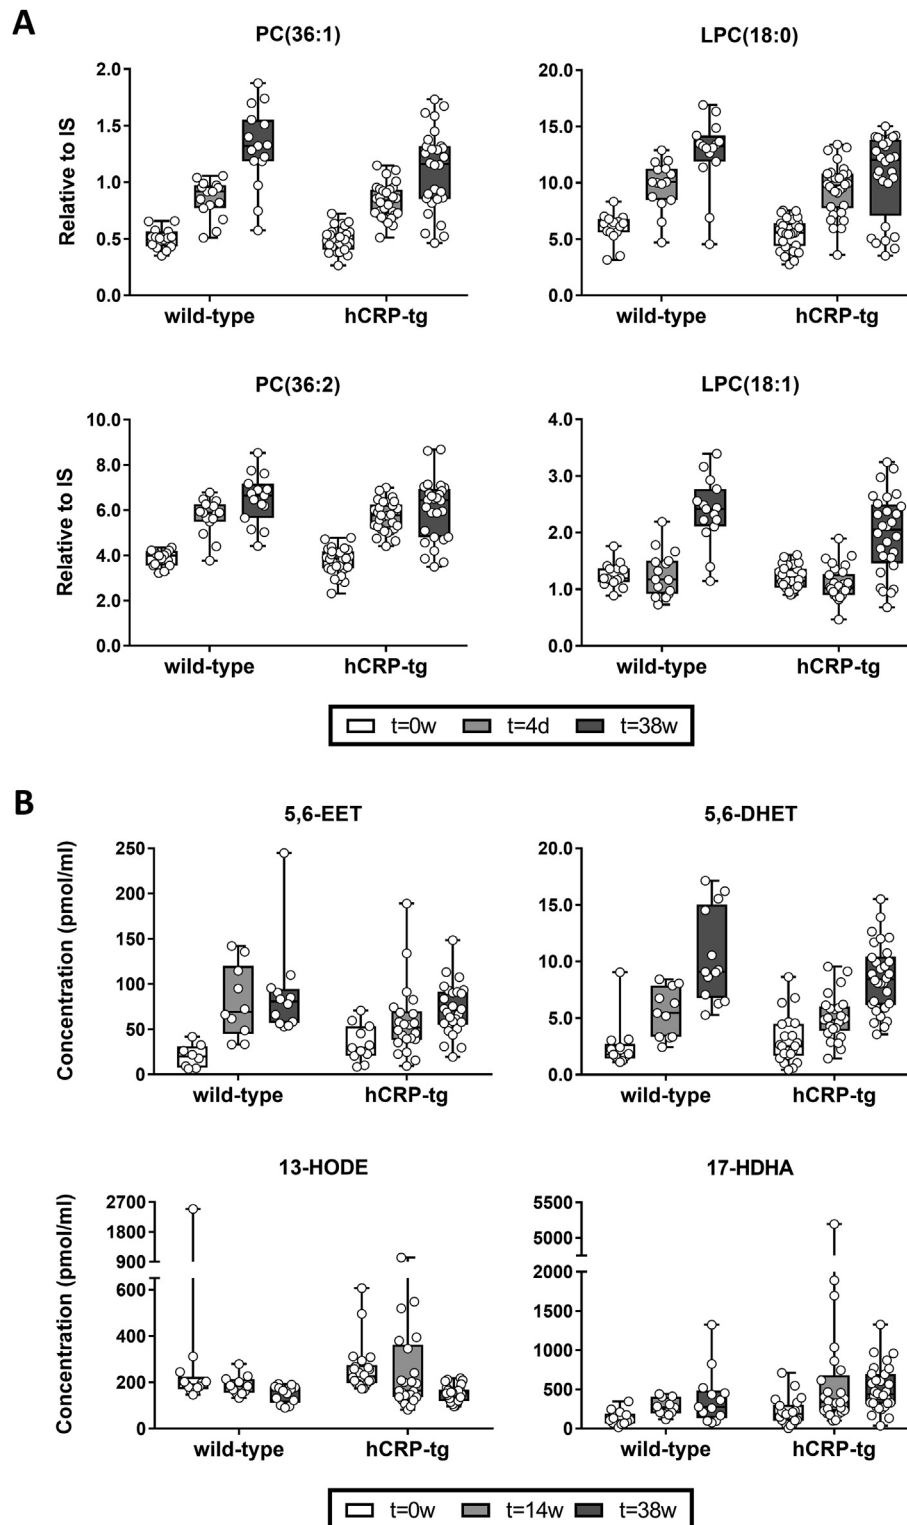 A
PC(36:1)
LPC(18:0)
Relative to IS
2.0
1.5
1.0
0.5
0.0
20.0
15.0
10.0
5.0
0.0
wild-type
hCRP-tg
wild-type
hCRP-tg
PC(36:2)
LPC(18:1)
Relative to IS
10.0
8.0
6.0
4.0
2.0
0.0
4.0
3.0
2.0
1.0
0.0
wild-type
hCRP-tg
wild-type
hCRP-tg
t=0w t=4d t=38w
B
5,6-EET
5,6-DHET
Concentration (pmol/ml)
250
200
150
100
50
0
20.0
15.0
10.0
5.0
0.0
wild-type
hCRP-tg
wild-type
hCRP-tg
13-HODE
17-HDHA
Concentration (pmol/ml)
2700
1800
900
600
400
200
0
5500
5000
2000
1500
1000
500
0
wild-type
hCRP-tg
wild-type
hCRP-tg
t=0w t=14w t=38w